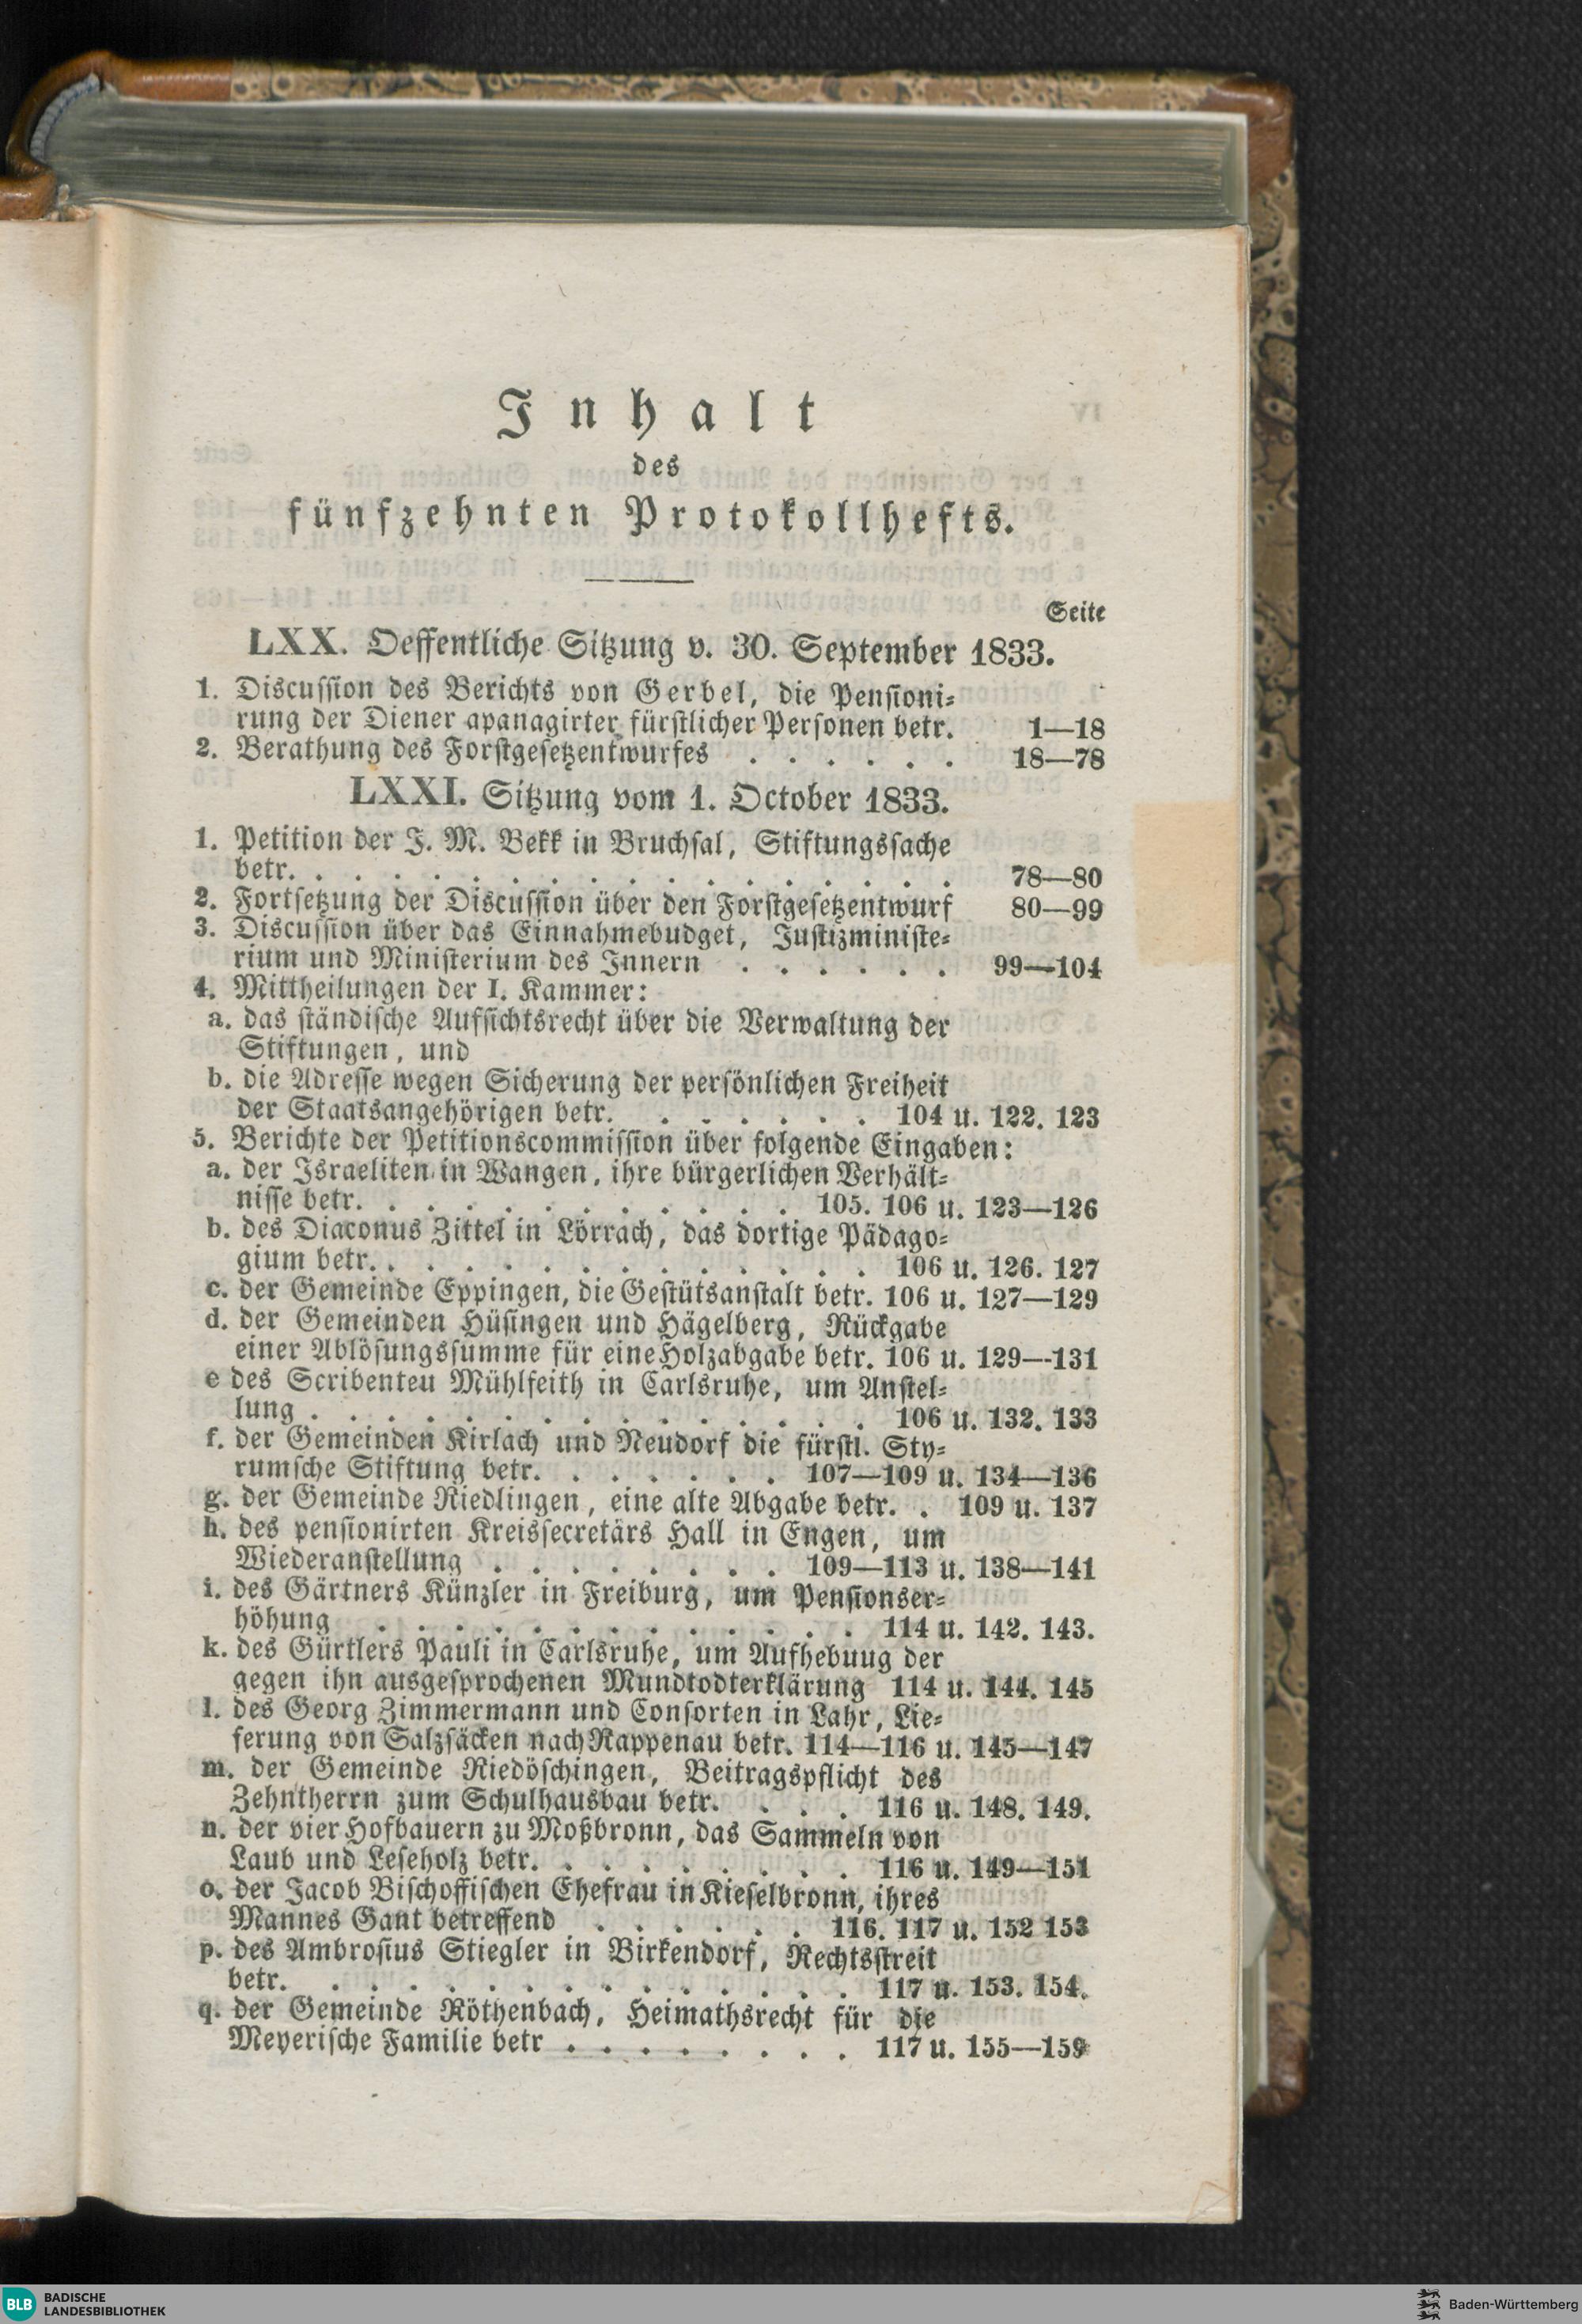 Inhalt
des
fünfzehnten Protokollhefts.
Seite
LXX. Oeffentliche Sitzung v. 30. September 1833.
1. Discussion des Berichts von Gerbel, die Pensioni-
rung der Diener apanagirter fürstlicher Personen betr. 1—18
2. Berathung des Forstgesetzentwurfes . . . . . . 18—78
LXXI. Sitzung vom 1. October 1833.
1. Petition der J. M. Bekk in Bruchsal, Stiftungssache
betr. . . . . . . . . . . . . . . . . . 78—80
2. Fortsetzung der Discussion über den Forstgesetzentwurf 80—99
3. Discussion über das Einnahmebudget, Justizministe-
rium und Ministerium des Innern . . . . . . 99—104
4. Mittheilungen der I. Kammer:
a. das ständische Aufsichtsrecht über die Verwaltung der
Stiftungen, und
b. die Adresse wegen Sicherung der persönlichen Freiheit
der Staatsangehörigen betr. . . . . . . 104 u. 122. 123
5. Berichte der Petitionscommission über folgende Eingaben:
a. der Israeliten in Wangen, ihre bürgerlichen Verhält-
nisse betr. . . . . . . . . . . . 105. 106 u. 123—126
b. des Diaconus Zittel in Lörrach, das dortige Pädago-
gium betr. . . . . . . . . . . . . . 106 u. 126. 127
c. der Gemeinde Eppingen, die Gestütsanstalt betr. 106 u. 127—129
d. der Gemeinden Hüsingen und Hägelberg, Rückgabe
einer Ablösungssumme für eine Holzabgabe betr. 106 u. 129—131
e des Scribenteu Mühlfeith in Carlsruhe, um Anstel-
lung . . . . . . . . . . . . . . . 106 u. 132. 133
f. der Gemeinden Kirlach und Neudorf die fürstl. Sty-
rumsche Stiftung betr. . . . . . . 107—109 u. 134—136
g. der Gemeinde Riedlingen, eine alte Abgabe betr. . 109 u. 137
h. des pensionirten Kreissecretärs Hall in Engen, um
Wiederanstellung . . . . . . . . 109—113 u. 138—141
i. des Gärtners Künzler in Freiburg, um Pensionser-
höhung . . . . . . . . . . . . . 114 u. 142. 143.
k. des Gürtlers Pauli in Carlsruhe, um Aufhebuug der
gegen ihn ausgesprochenen Mundtodterklärung 114 u. 144. 145
l. des Georg Zimmermann und Consorten in Lahr, Lie-
ferung von Salzsäcken nach Rappenau betr. 114—116 u. 145—147
m. der Gemeinde Riedöschingen, Beitragspflicht des
Zehntherrn zum Schulhausbau betr. . . . 116 u. 148. 149.
n. der vier Hofbauern zu Moßbronn, das Sammeln von
Laub und Leseholz betr. . . . . . . . . 116 u. 149—151
o. der Jacob Bischoffischen Ehefrau in Kieselbronn, ihres
Mannes Gant betreffend . . . . . . 116. 117 u. 152 153
p. des Ambrosius Stiegler in Birkendorf, Rechtsstreit
betr. . . . . . . . . . . . . . . 117 u. 153. 154.
q. der Gemeinde Röthenbach, Heimathsrecht für die
Meyerische Familie betr . . . . . . . . 117 u. 155—159
BLB BADISCHE
LANDESBIBLIOTHEK
Baden-Württemberg